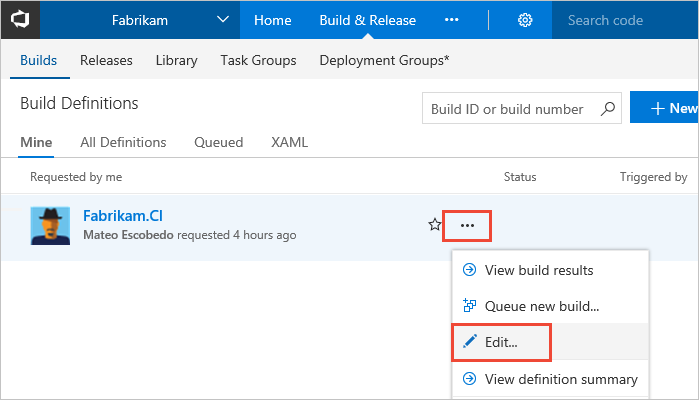 Fabrikam Home Build & Release ··· Search code
Builds Releases Library Task Groups Deployment Groups*
Build Definitions
Build ID or build number + New
Mine All Definitions Queued XAML
Requested by me Status Triggered by
Fabrikam.CI
Mateo Escobedo requested 4 hours ago
···
View build results
Queue new build...
Edit...
View definition summary